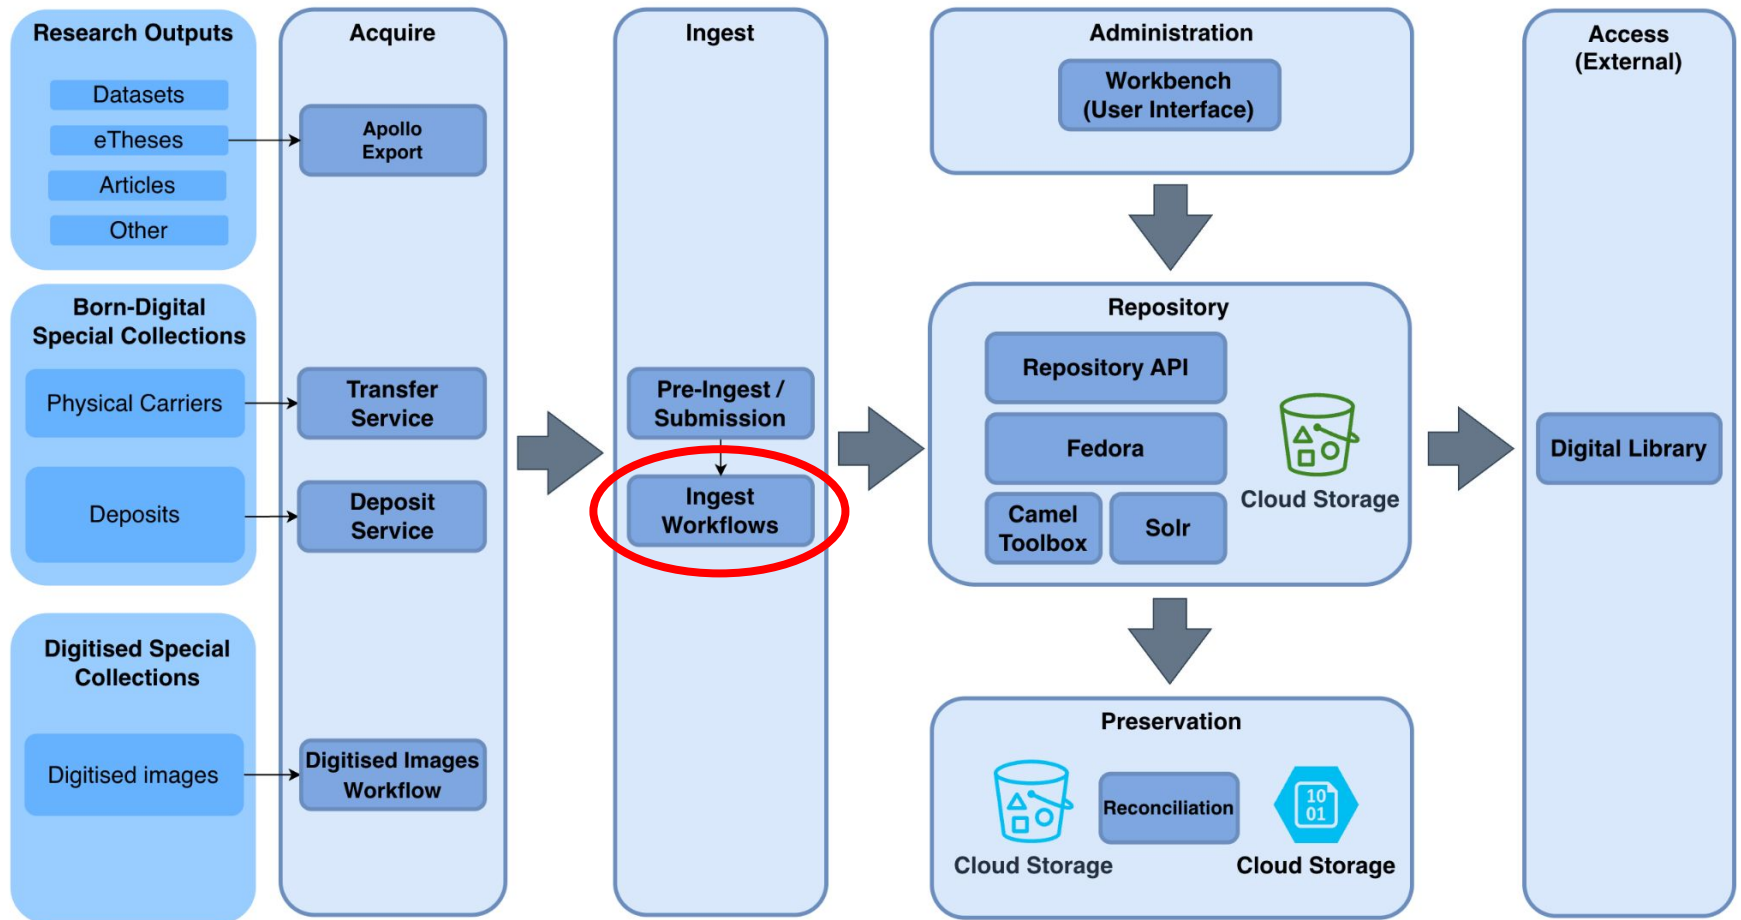 Research Outputs
Datasets
eTheses
Articles
Other
Born-Digital
Special Collections
Physical Carriers
Deposits
Digitised Special
Collections
Digitised images
Acquire
Apollo
Export
Transfer
Service
Deposit
Service
Digitised Images
Workflow
Ingest
Pre-Ingest /
Submission
Ingest
Workflows
Administration
Workbench
(User Interface)
Repository
Repository API
Fedora
Camel
Toolbox
Solr
Cloud Storage
Preservation
Cloud Storage
Reconciliation
10
01
Cloud Storage
Access
(External)
Digital Library